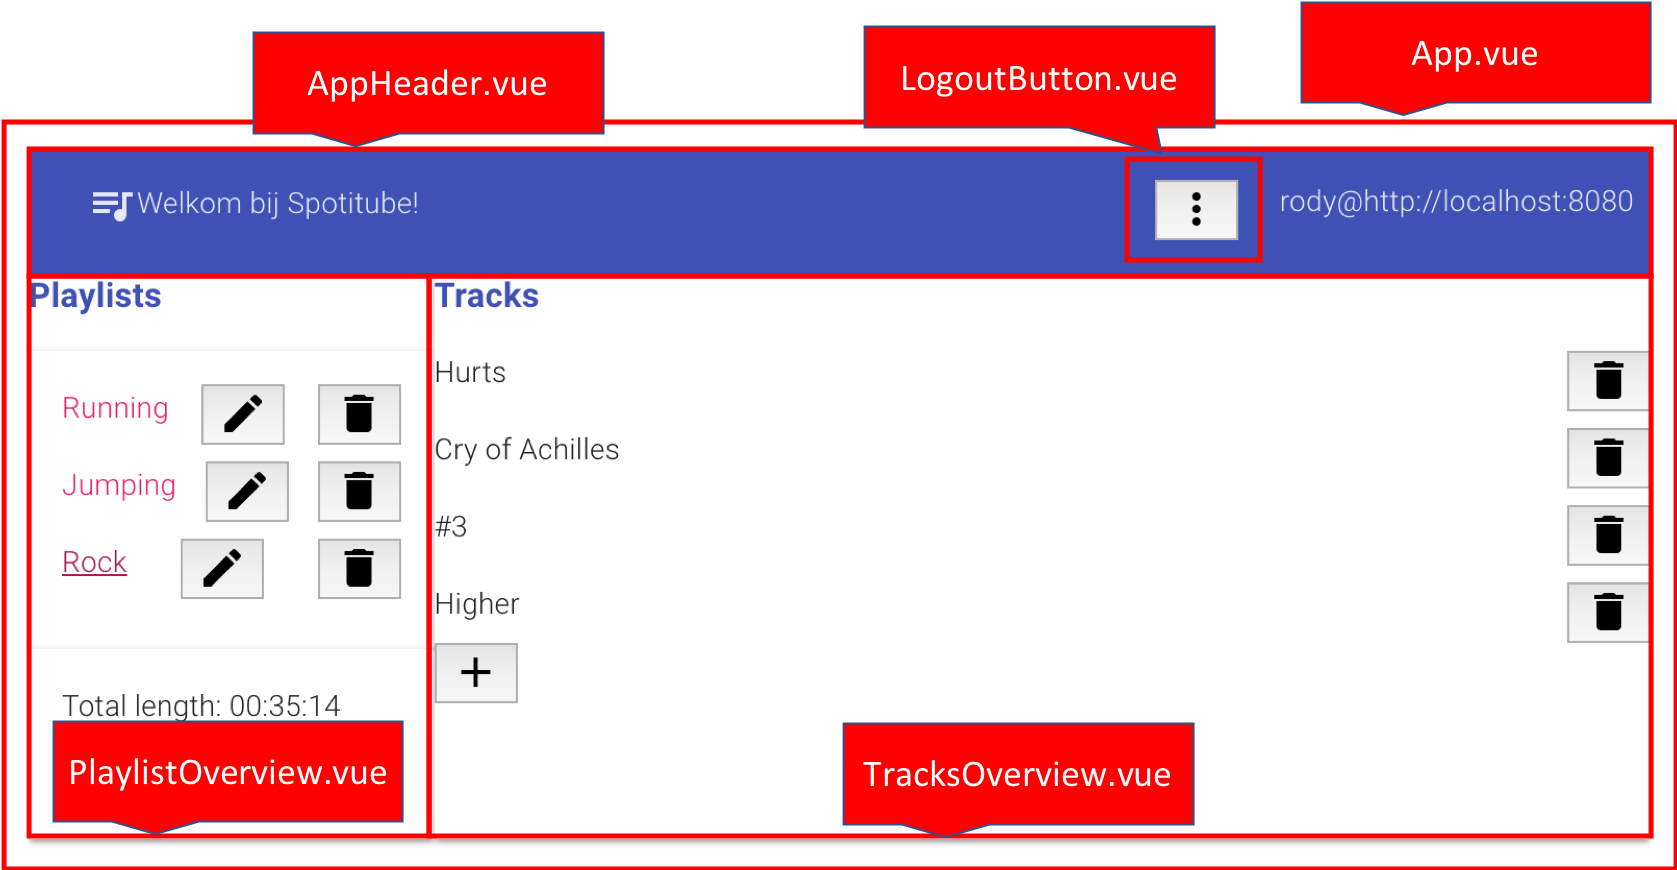 AppHeader.vue
LogoutButton.vue
App.vue
Welkom bij Spotitube!
rody@http://localhost:8080
Playlists
Running
Jumping
Rock
Total length: 00:35:14
PlaylistOverview.vue
Tracks
Hurts
Cry of Achilles
#3
Higher
TracksOverview.vue